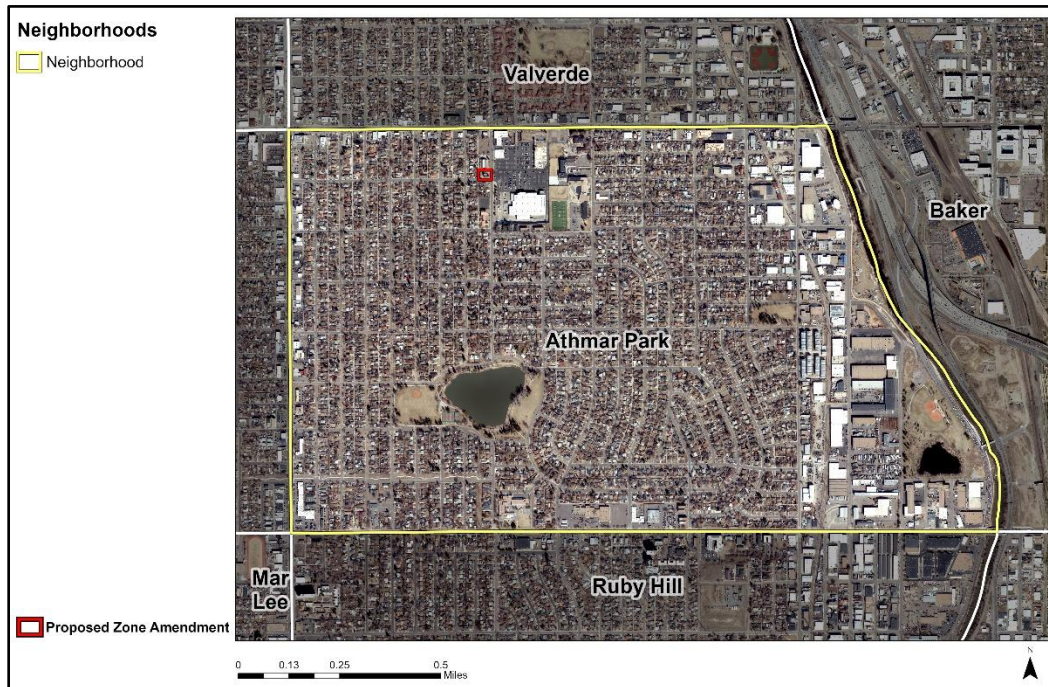 Neighborhoods
Neighborhood
Valverde
Baker
Athmar Park
Mar
Lee
Ruby Hill
Proposed Zone Amendment
0 0.13 0.25 0.5
Miles
N